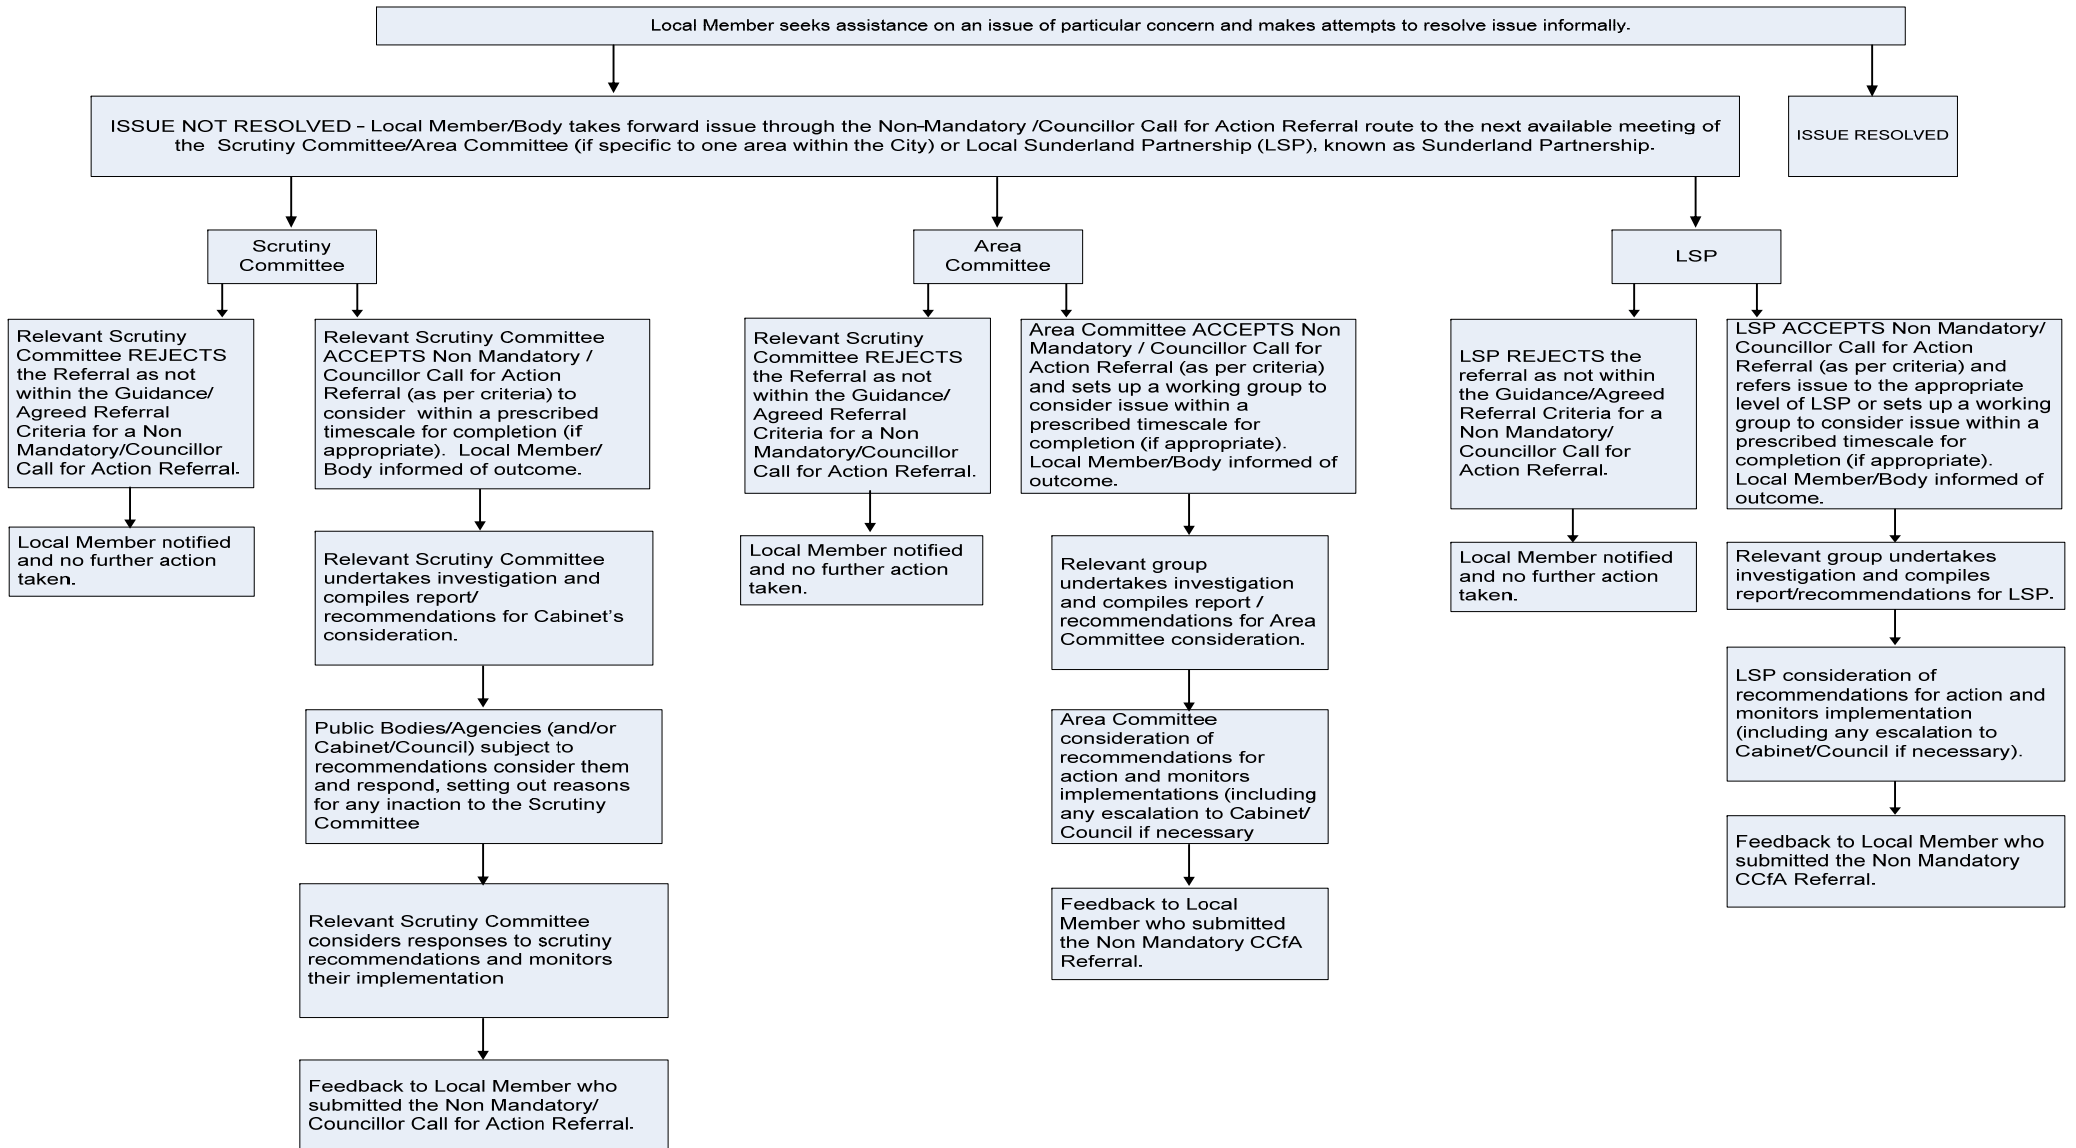 Local Member seeks assistance on an issue of particular concern and makes attempts to resolve issue informally.
ISSUE NOT RESOLVED - Local Member/Body takes forward issue through the Non-Mandatory /Councillor Call for Action Referral route to the next available meeting of
the Scrutiny Committee/Area Committee (if specific to one area within the City) or Local Sunderland Partnership (LSP), known as Sunderland Partnership.
ISSUE RESOLVED
Scrutiny
Committee
Area
Committee
LSP
Relevant Scrutiny
Committee REJECTS
the Referral as not
within the Guidance/
Agreed Referral
Criteria for a Non
Mandatory/Councillor
Call for Action Referral.
Relevant Scrutiny Committee
ACCEPTS Non Mandatory /
Councillor Call for Action
Referral (as per criteria) to
consider within a prescribed
timescale for completion (if
appropriate). Local Member/
Body informed of outcome.
Relevant Scrutiny
Committee REJECTS
the Referral as not
within the Guidance/
Agreed Referral
Criteria for a Non
Mandatory/Councillor
Call for Action Referral.
Area Committee ACCEPTS Non
Mandatory / Councillor Call for
Action Referral (as per criteria)
and sets up a working group to
consider issue within a
prescribed timescale for
completion (if appropriate).
Local Member/Body informed of
outcome.
LSP REJECTS the
referral as not within
the Guidance/Agreed
Referral Criteria for a
Non Mandatory/
Councillor Call for
Action Referral.
LSP ACCEPTS Non Mandatory/
Councillor Call for Action
Referral (as per criteria) and
refers issue to the appropriate
level of LSP or sets up a working
group to consider issue within a
prescribed timescale for
completion (if appropriate).
Local Member/Body informed of
outcome.
Local Member notified
and no further action
taken.
Relevant Scrutiny Committee
undertakes investigation and
compiles report/
recommendations for Cabinet's
consideration.
Local Member notified
and no further action
taken.
Relevant group
undertakes investigation
and compiles report /
recommendations for Area
Committee consideration.
Local Member notified
and no further action
taken.
Relevant group undertakes
investigation and compiles
report/recommendations for LSP.
Public Bodies/Agencies (and/or
Cabinet/Council) subject to
recommendations consider them
and respond, setting out reasons
for any inaction to the Scrutiny
Committee
Area Committee
consideration of
recommendations for
action and monitors
implementations (including
any escalation to Cabinet/
Council if necessary
LSP consideration of
recommendations for action and
monitors implementation
(including any escalation to
Cabinet/Council if necessary).
Relevant Scrutiny Committee
considers responses to scrutiny
recommendations and monitors
their implementation
Feedback to Local
Member who submitted
the Non Mandatory CCfA
Referral.
Feedback to Local Member who
submitted the Non Mandatory
CCfA Referral.
Feedback to Local Member who
submitted the Non Mandatory/
Councillor Call for Action Referral.